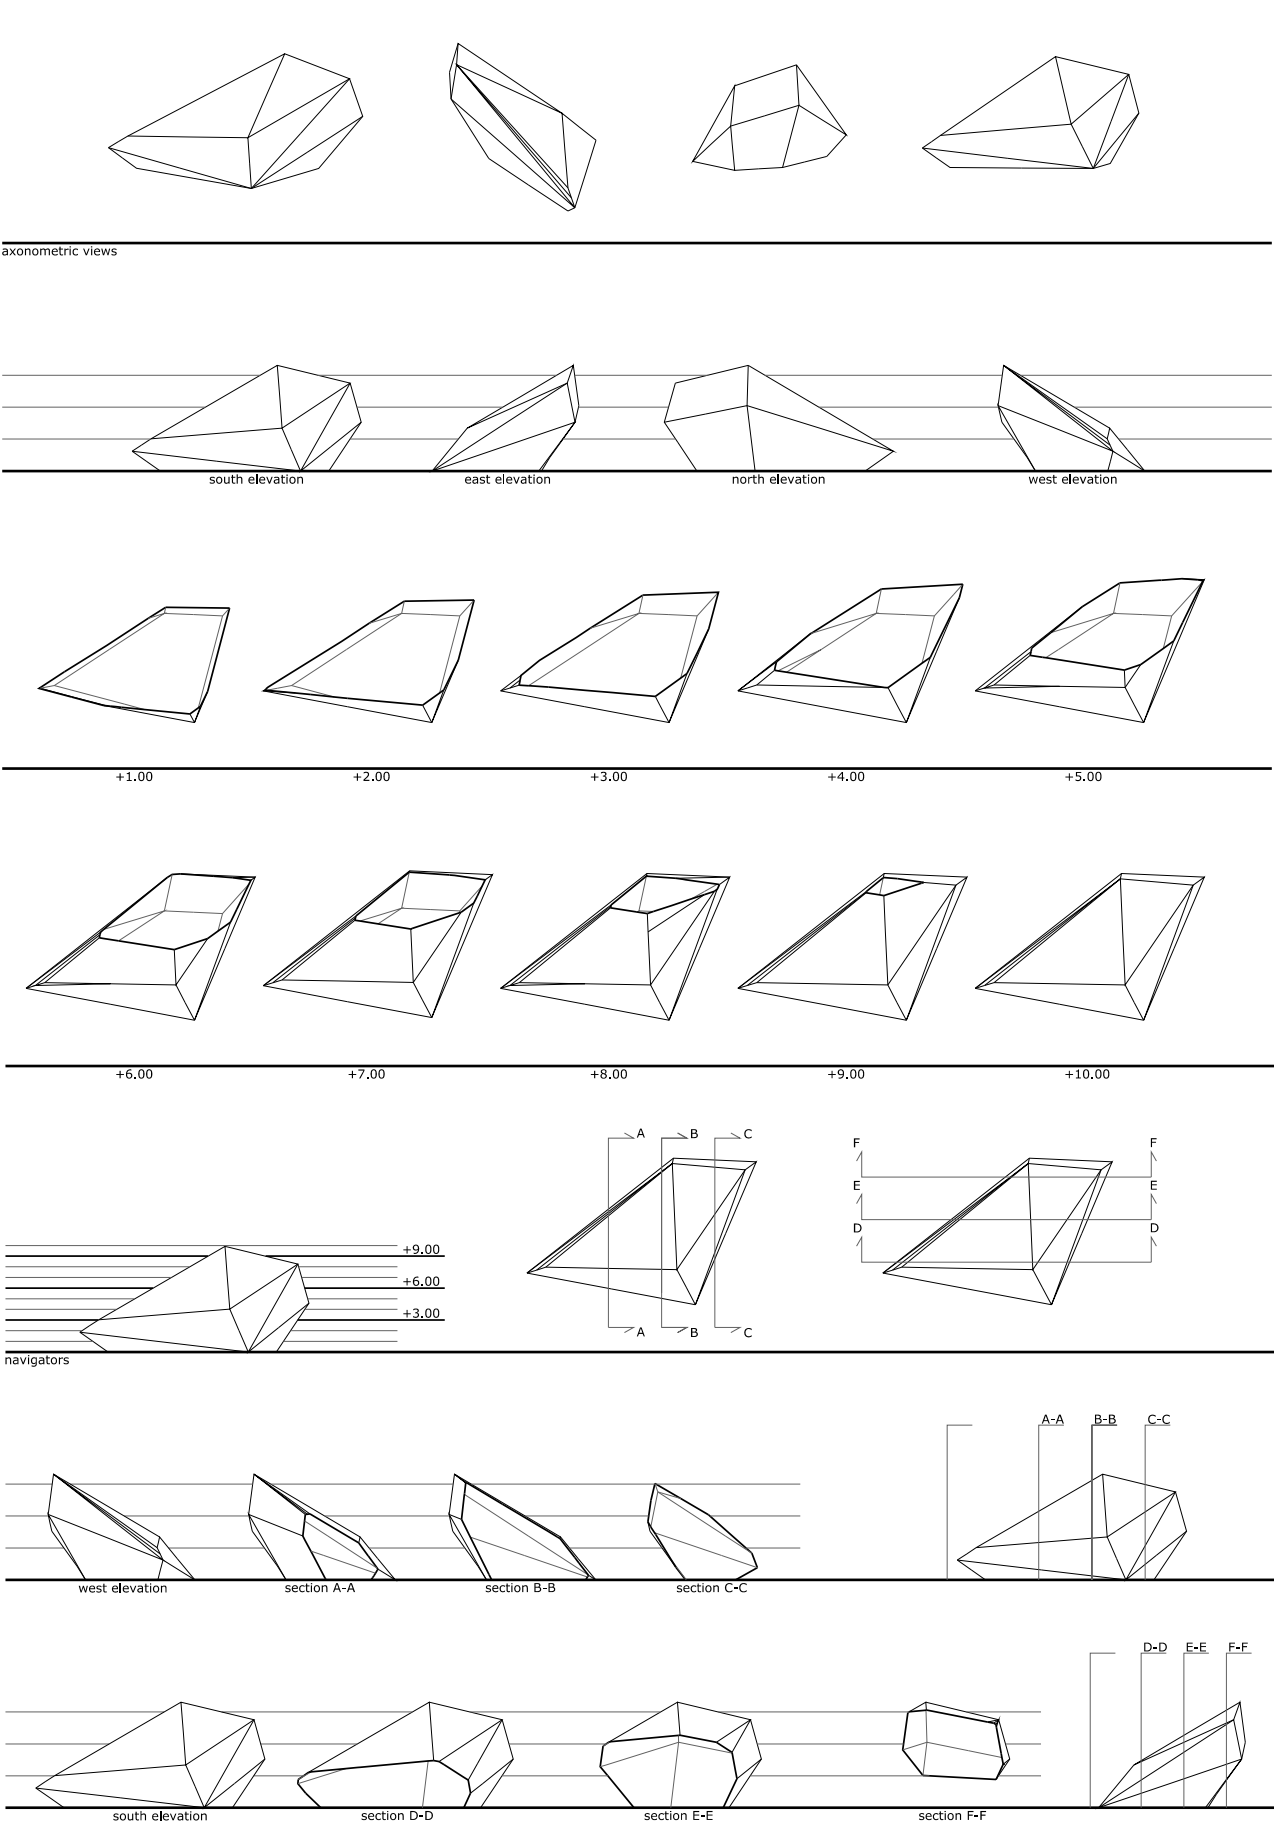 axonometric views
south elevation east elevation north elevation west elevation
+1.00 +2.00 +3.00 +4.00 +5.00
+6.00 +7.00 +8.00 +9.00 +10.00
A B C
F F
E E
D D
+9.00
+6.00
+3.00
A B C
navigators
A-A B-B C-C
west elevation section A-A section B-B section C-C
D-D E-E F-F
south elevation section D-D section E-E section F-F